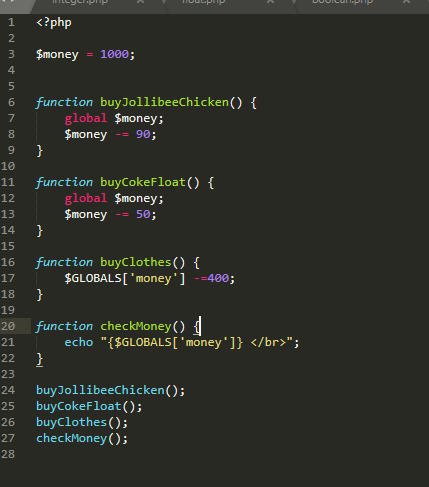 integer.php float.php boolean.php
1 <?php
2
3 $money = 1000;
4
5
6 function buyJollibeeChicken() {
7 global $money;
8 $money -= 90;
9 }
10
11 function buyCokeFloat() {
12 global $money;
13 $money -= 50;
14 }
15
16 function buyClothes() {
17 $GLOBALS['money'] -=400;
18 }
19
20 function checkMoney() {
21 echo "{$GLOBALS['money']} </br>";
22 }
23
24 buyJollibeeChicken();
25 buyCokeFloat();
26 buyClothes();
27 checkMoney();
28